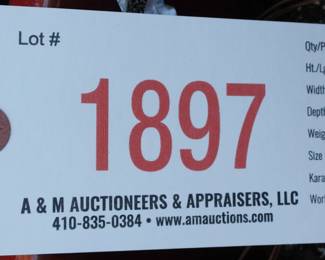 Lot #
1897
A & M AUCTIONEERS & APPRAISERS, LLC
410-835-0384 • www.amauctions.com
Qty/P
Ht./Lg
Width
Depth
Weig
Size
Kara
Wor